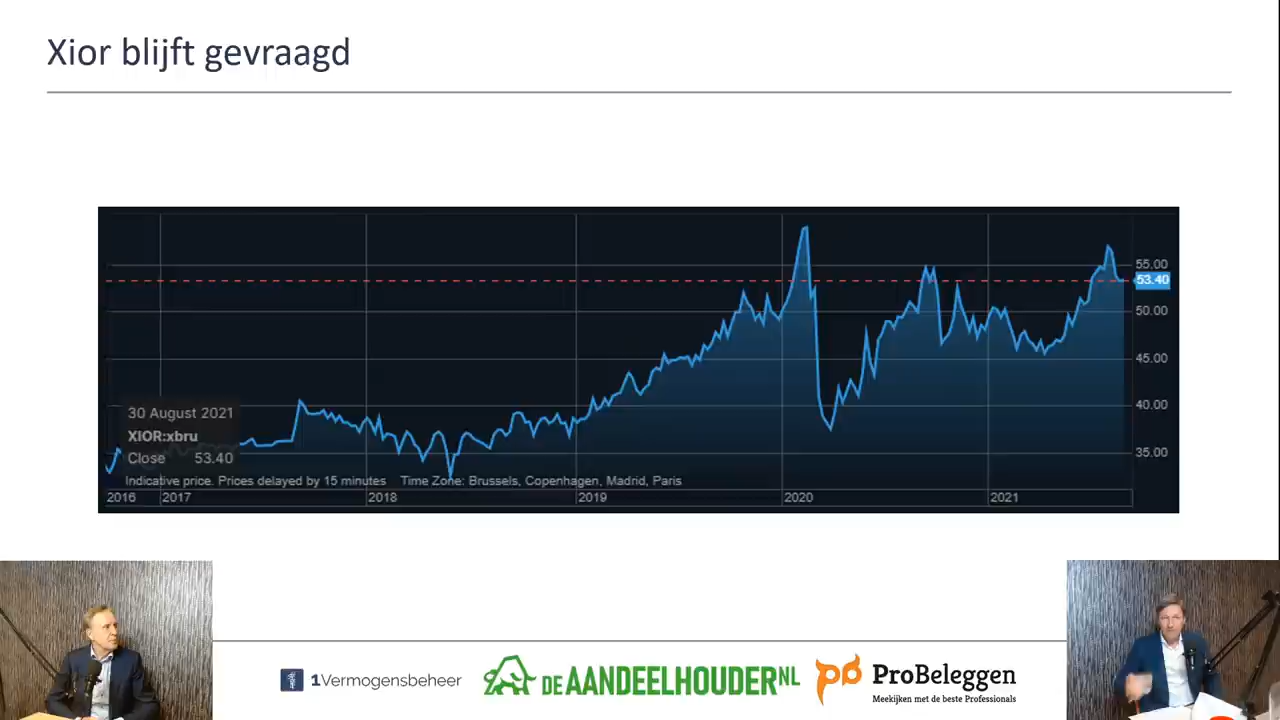 Xior blijft gevraagd
55.00
53.40
50.00
45.00
40.00
35.00
30 August 2021
XIOR:xbru
Close 53.40
Indicative price. Prices delayed by 15 minutes Time Zone: Brussels, Copenhagen, Madrid, Paris
2016 2017 2018 2019 2020 2021
1Vermogensbeheer
DE AANDEELHOUDER NL
ProBeleggen
Meekijken met de beste Professionals